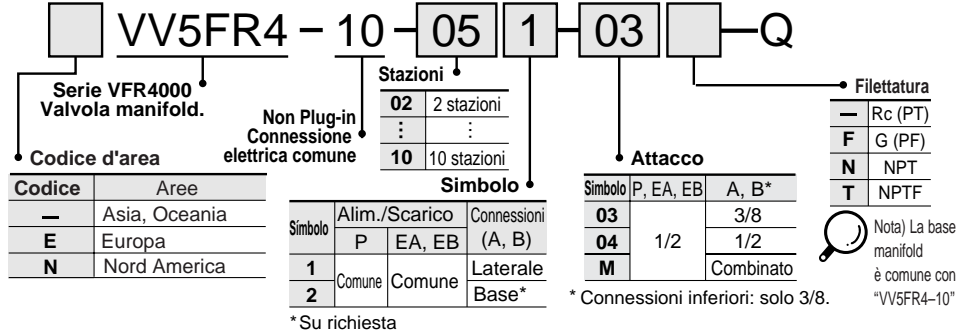 VV5FR4 – 10 – 05 1 – 03 — Q
Serie VFR4000
Valvola manifold.
Non Plug-in
Connessione
elettrica comune
Stazioni
02 2 stazioni
⋮ ⋮
10 10 stazioni
Codice d'area
Codice Aree
— Asia, Oceania
E Europa
N Nord America
Simbolo
Símbolo Alim./Scarico Connessioni (A, B)
P EA, EB
1 Comune Comune Laterale
2 Base*
*Su richiesta
Attacco
Simbolo P, EA, EB A, B*
03 1/2 3/8
04 1/2
M Combinato
* Connessioni inferiori: solo 3/8.
Filettatura
— Rc (PT)
F G (PF)
N NPT
T NPTF
Nota) La base
manifold
è comune con
“VV5FR4–10”